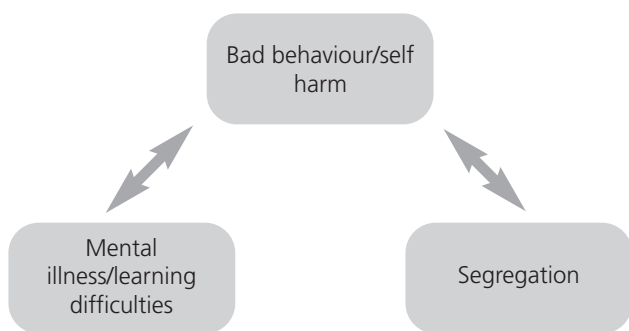 Bad behaviour/self
harm
Mental
illness/learning
difficulties
Segregation